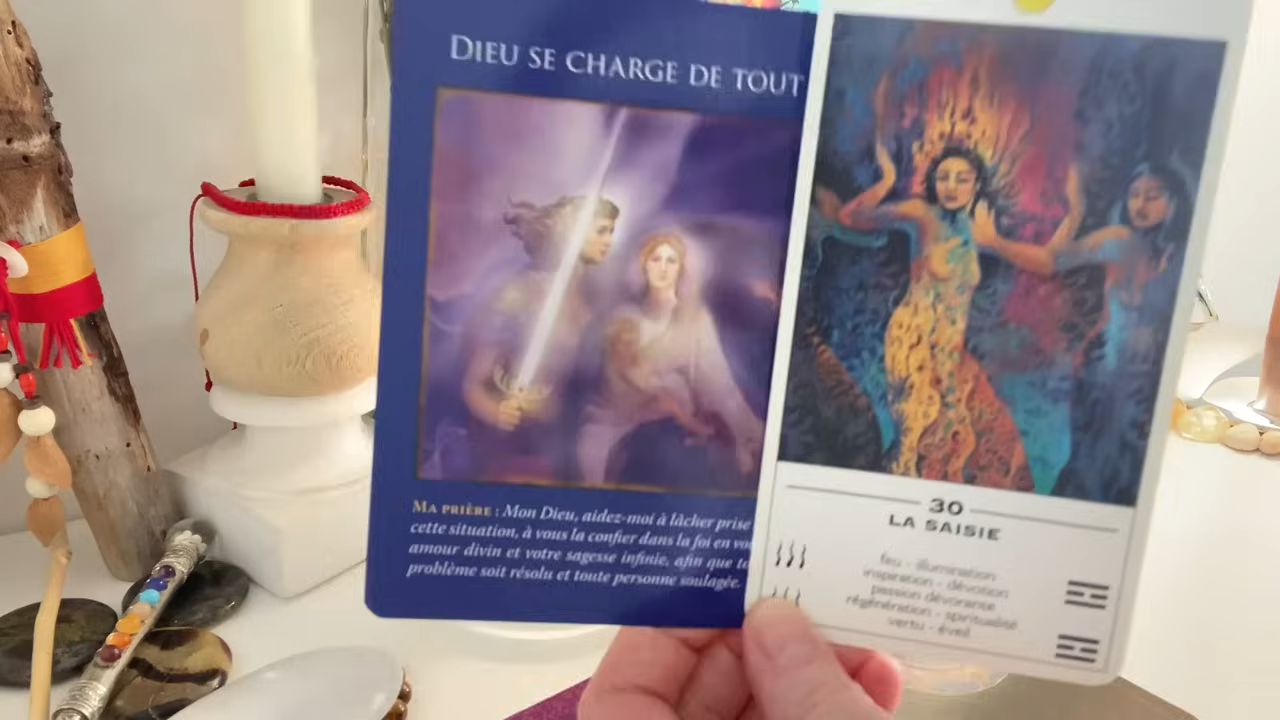 DIEU SE CHARGE DE TOUT
MA PRIÈRE : Mon Dieu, aidez-moi à lâcher prise
cette situation, à vous la confier dans la foi en
amour divin et votre sagesse infinie, afin que
problème soit résolu et toute personne soulagée.
30
LA SAISIE
feu - illumination
inspiration - dévotion
passion dévorante
régénération - spiritualité
vertu - éveil